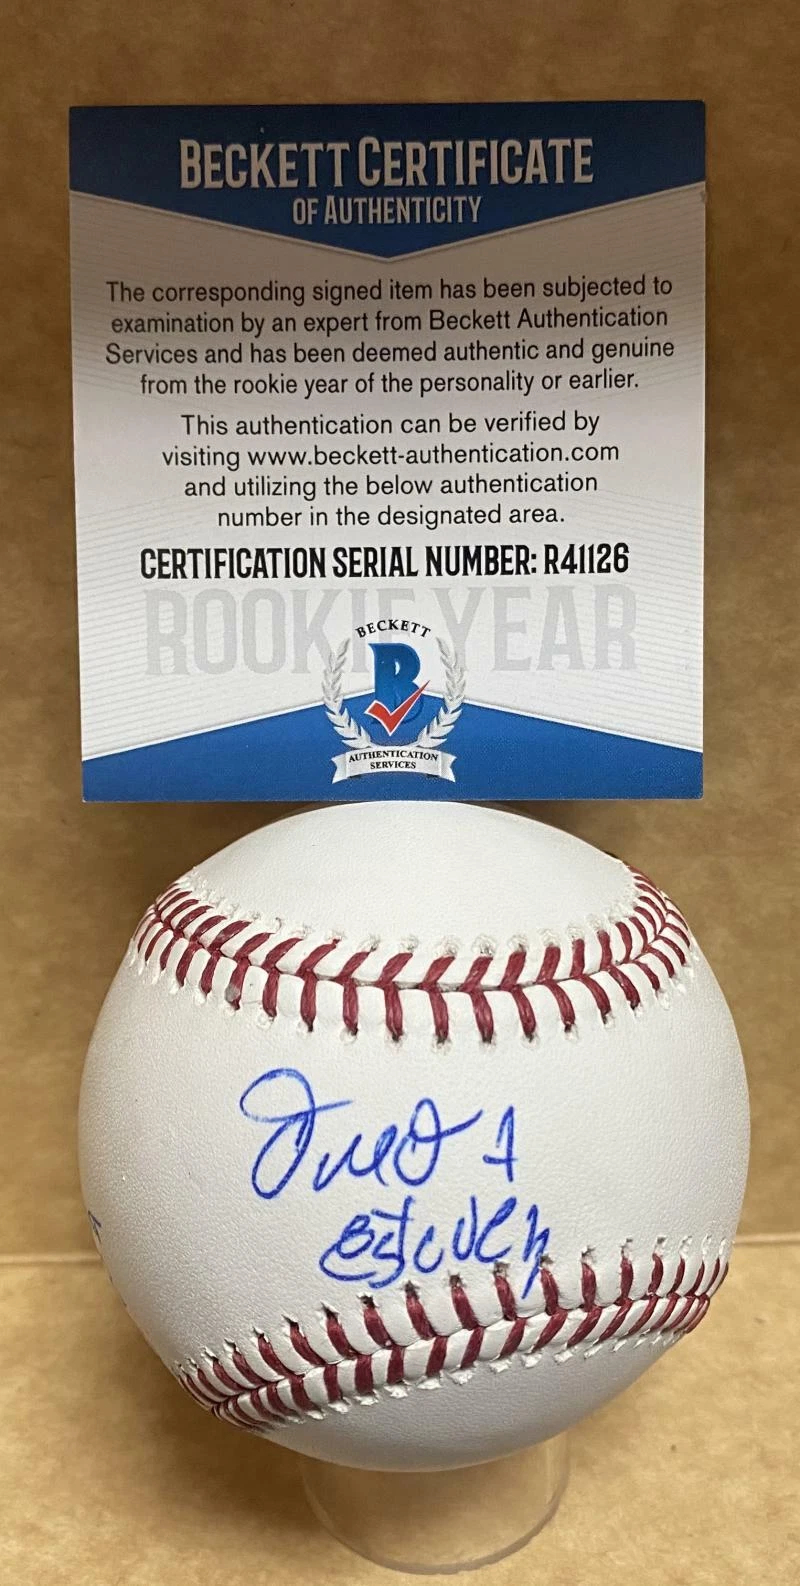 BECKETT CERTIFICATE
OF AUTHENTICITY
The corresponding signed item has been subjected to
examination by an expert from Beckett Authentication
Services and has been deemed authentic and genuine
from the rookie year of the personality or earlier.
This authentication can be verified by
visiting www.beckett-authentication.com
and utilizing the below authentication
number in the designated area.
CERTIFICATION SERIAL NUMBER: R41126
ROOKIE YEAR
BECKETT
B
AUTHENTICATION
SERVICES